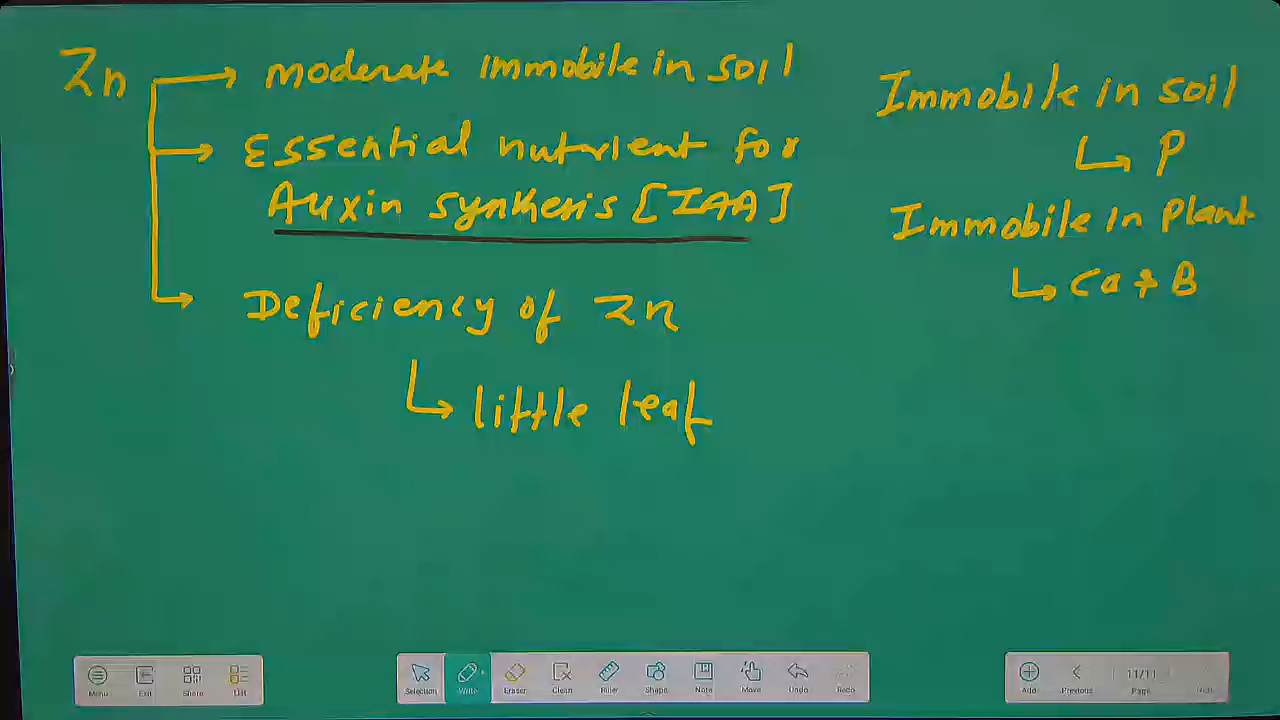 Zn
moderate immobile in soil
Essential nutrient for
Auxin synthesis [IAA]
Deficiency of Zn
little leaf
Immobile in soil
P
Immobile in Plant
Ca + B
Menu
Exit
Share
List
Selection
Write
Eraser
Clean
Ruler
Shape
Note
Move
Undo
Redo
Add
Previous
11/11
Page
Next